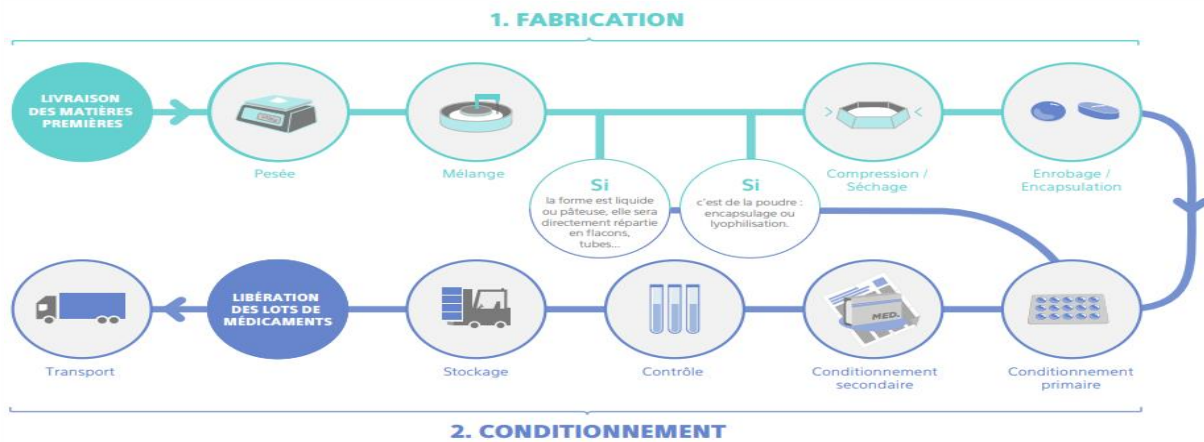 1. FABRICATION
LIVRAISON
DES MATIÈRES
PREMIÈRES
Pesée
Mélange
Compression /
Séchage
Enrobage /
Encapsulation
Si
la forme est liquide
ou pâteuse, elle sera
directement répartie
en flacons,
tubes...
Si
c'est de la poudre :
encapsulage ou
lyophilisation.
LIBÉRATION
DES LOTS DE
MÉDICAMENTS
MED.
Transport
Stockage
Contrôle
Conditionnement
secondaire
Conditionnement
primaire
2. CONDITIONNEMENT